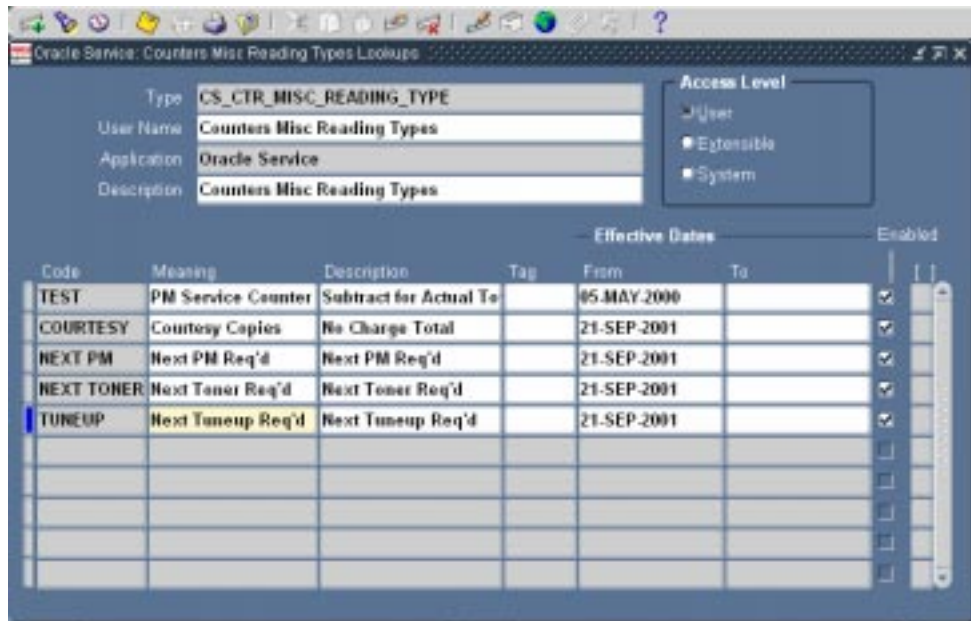 Oracle Service: Counters Misc Reading Types Lookups
Type CS_CTR_MISC_READING_TYPE
User Name Counters Misc Reading Types
Application Oracle Service
Description Counters Misc Reading Types
Access Level
User
Extensible
System
Effective Dates Enabled
Code Meaning Description Tag From To [ ]
TEST PM Service Counter Subtract for Actual To 05-MAY-2000
COURTESY Courtesy Copies No Charge Total 21-SEP-2001
NEXT PM Next PM Req'd Next PM Req'd 21-SEP-2001
NEXT TONER Next Toner Req'd Next Toner Req'd 21-SEP-2001
TUNEUP Next Tuneup Req'd Next Tuneup Req'd 21-SEP-2001